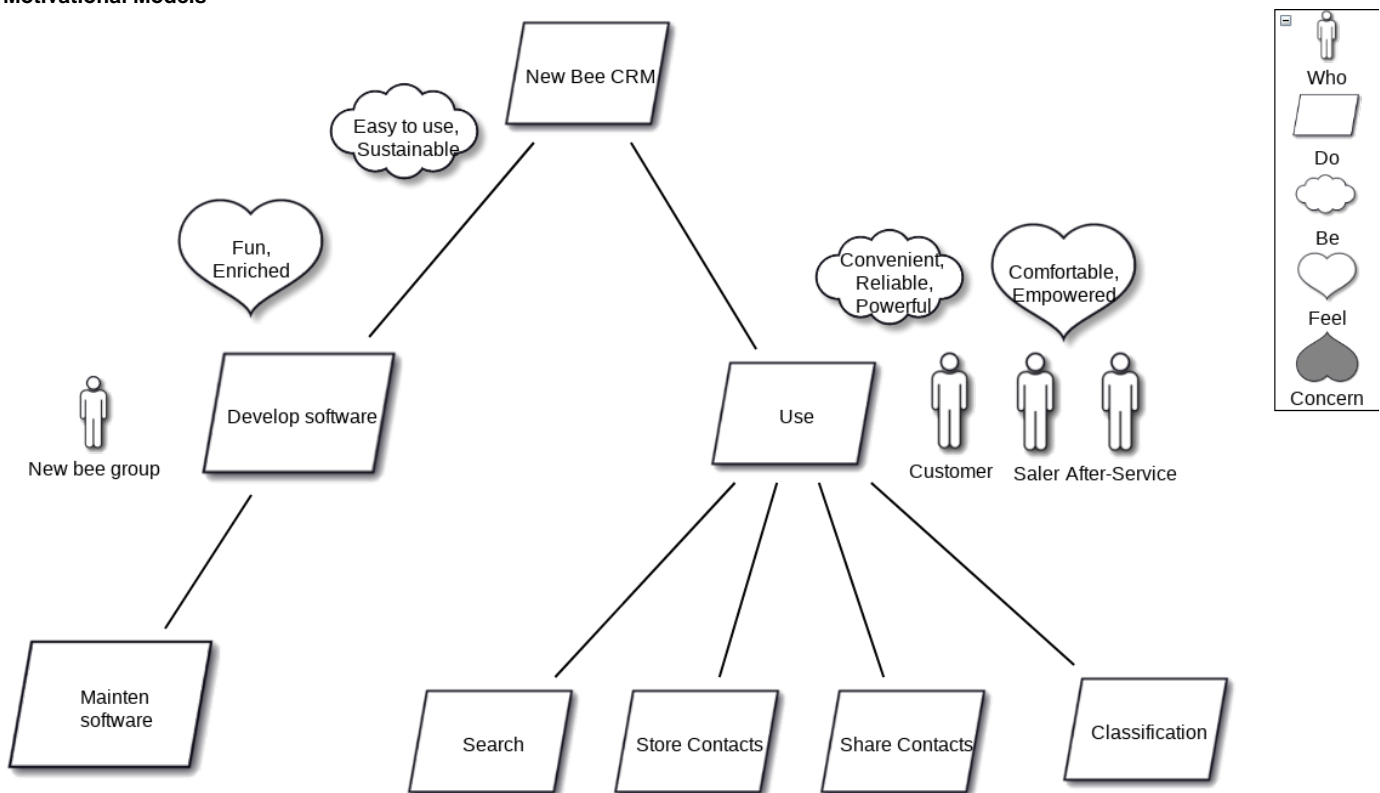 Motivational Models
New Bee CRM
Easy to use,
Sustainable
Fun,
Enriched
Convenient,
Reliable,
Powerful
Comfortable,
Empowered
Develop software
Use
New bee group
Customer
Saler
After-Service
Mainten
software
Search
Store Contacts
Share Contacts
Classification
Who
Do
Be
Feel
Concern